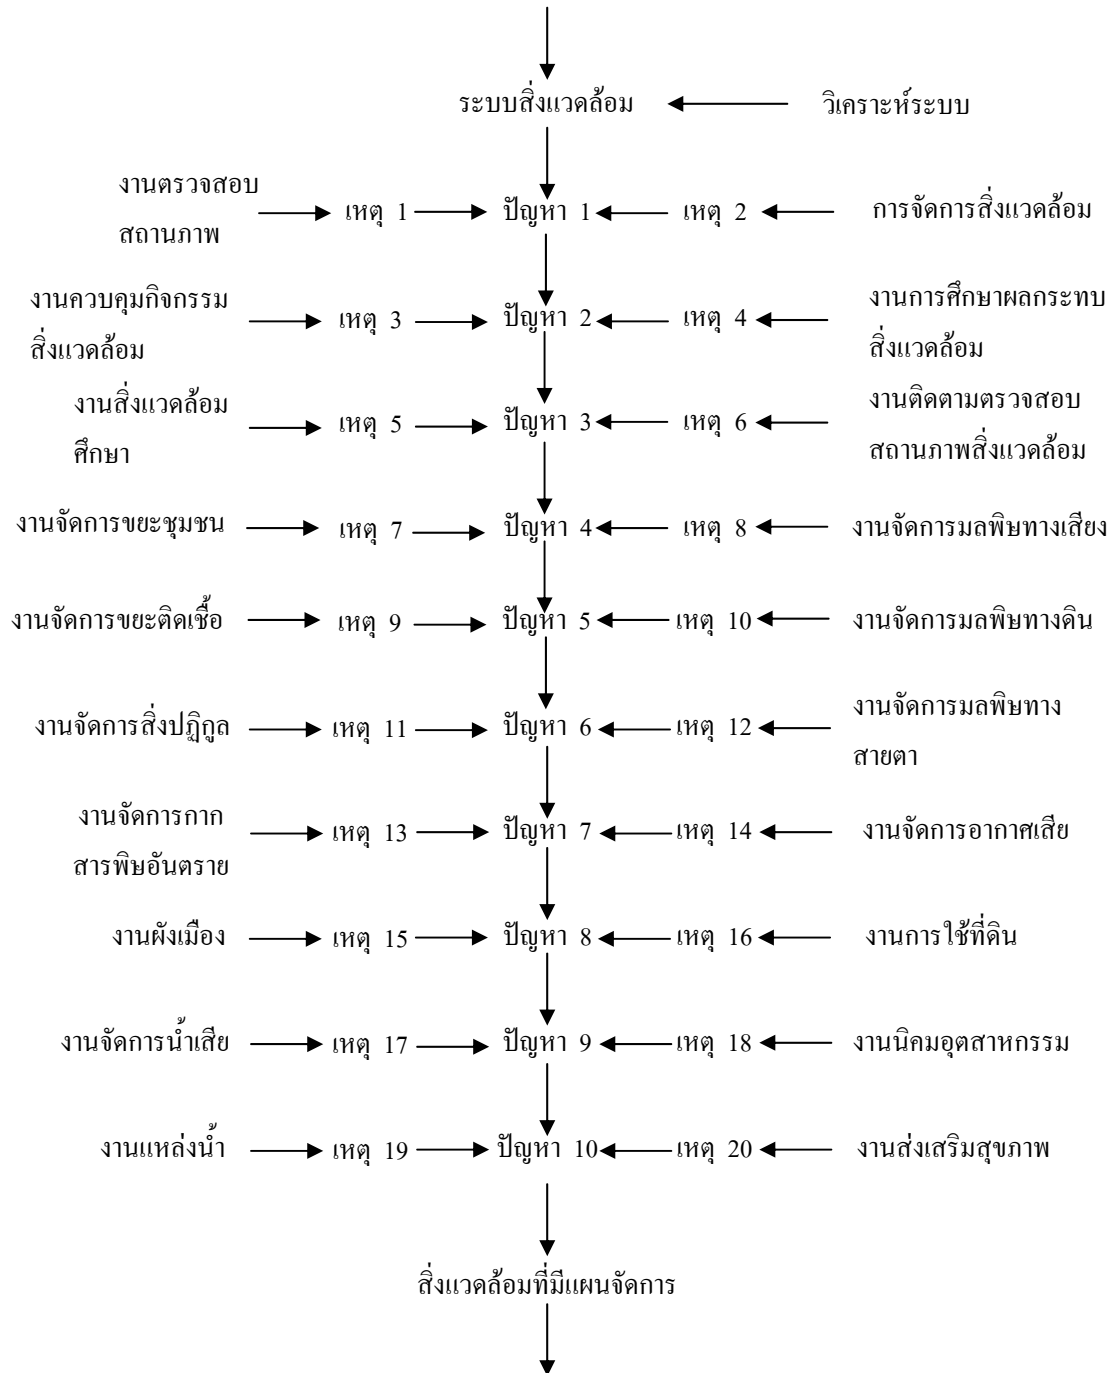 ระบบสิ่งแวดล้อม วิเคราะห์ระบบ
งานตรวจสอบ
สถานภาพ
เหตุ 1 ปัญหา 1 เหตุ 2 การจัดการสิ่งแวดล้อม
งานควบคุมกิจกรรม
สิ่งแวดล้อม
เหตุ 3 ปัญหา 2 เหตุ 4
งานการศึกษาผลกระทบ
สิ่งแวดล้อม
งานสิ่งแวดล้อม
ศึกษา
เหตุ 5 ปัญหา 3 เหตุ 6
งานติดตามตรวจสอบ
สถานภาพสิ่งแวดล้อม
งานจัดการขยะชุมชน เหตุ 7 ปัญหา 4 เหตุ 8 งานจัดการมลพิษทางเสียง
งานจัดการขยะติดเชื้อ เหตุ 9 ปัญหา 5 เหตุ 10 งานจัดการมลพิษทางดิน
งานจัดการสิ่งปฏิกูล เหตุ 11 ปัญหา 6 เหตุ 12
งานจัดการมลพิษทาง
สายตา
งานจัดการกาก
สารพิษอันตราย
เหตุ 13 ปัญหา 7 เหตุ 14 งานจัดการอากาศเสีย
งานผังเมือง เหตุ 15 ปัญหา 8 เหตุ 16 งานการใช้ที่ดิน
งานจัดการน้ำเสีย เหตุ 17 ปัญหา 9 เหตุ 18 งานนิคมอุตสาหกรรม
งานแหล่งน้ำ เหตุ 19 ปัญหา 10 เหตุ 20 งานส่งเสริมสุขภาพ
สิ่งแวดล้อมที่มีแผนจัดการ